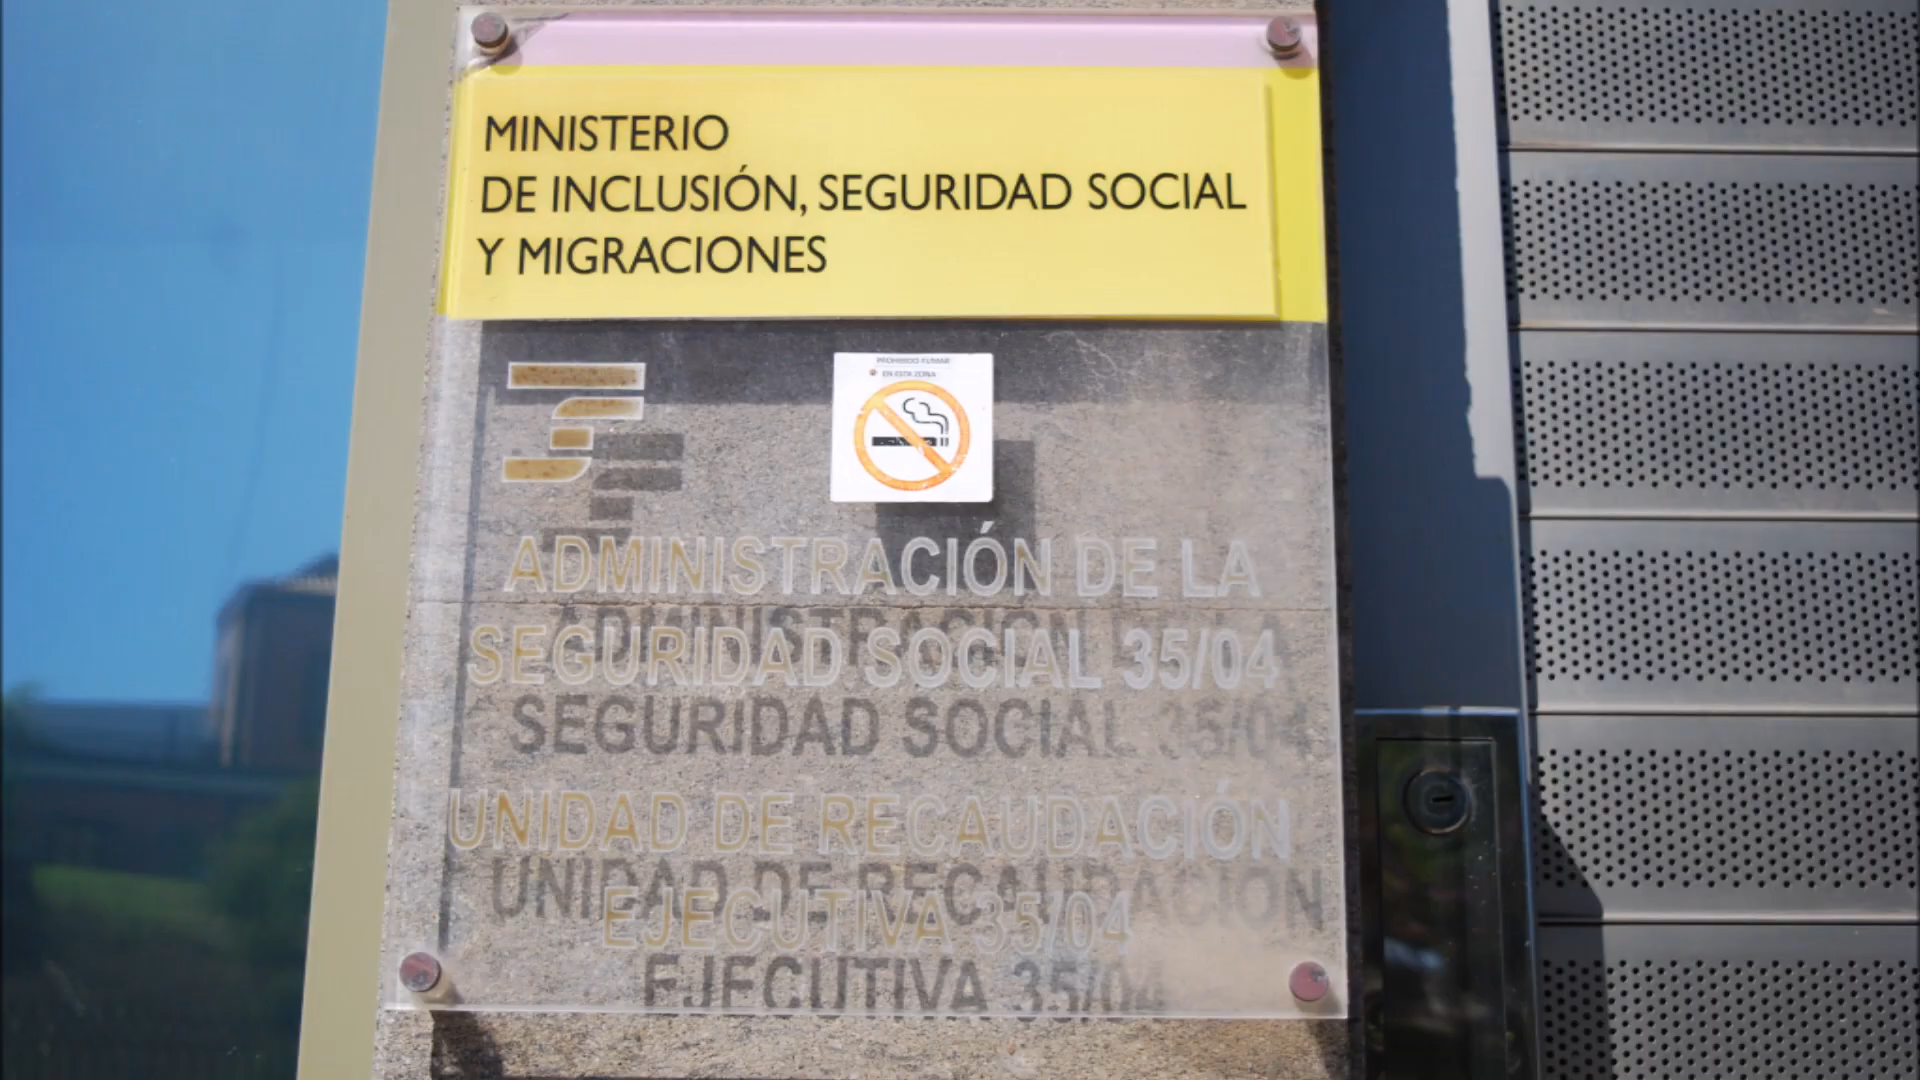 MINISTERIO
DE INCLUSIÓN, SEGURIDAD SOCIAL
Y MIGRACIONES
PROHIBIDO FUMAR
EN ESTA ZONA
ADMINISTRACIÓN DE LA
SEGURIDAD SOCIAL 35/04
UNIDAD DE RECAUDACIÓN
EJECUTIVA 35/04